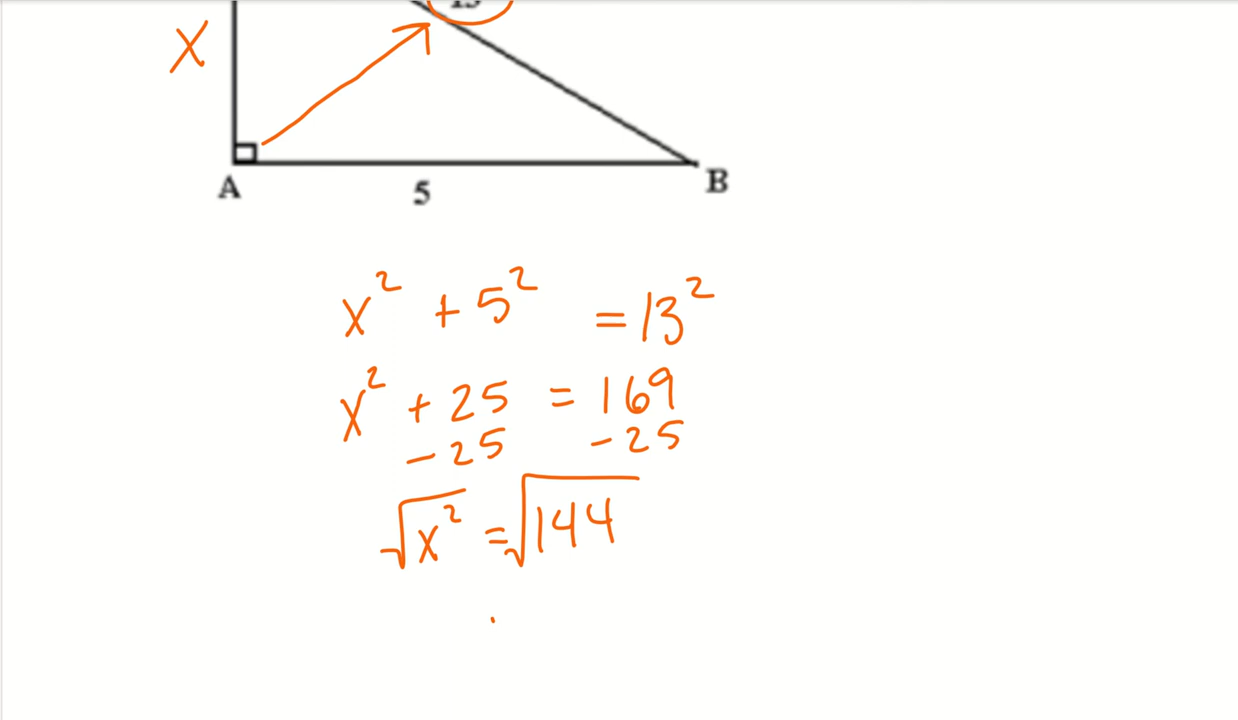 X
A
5
B
x² + 5² = 13²
x² + 25 = 169
- 25 - 25
√x² = √144